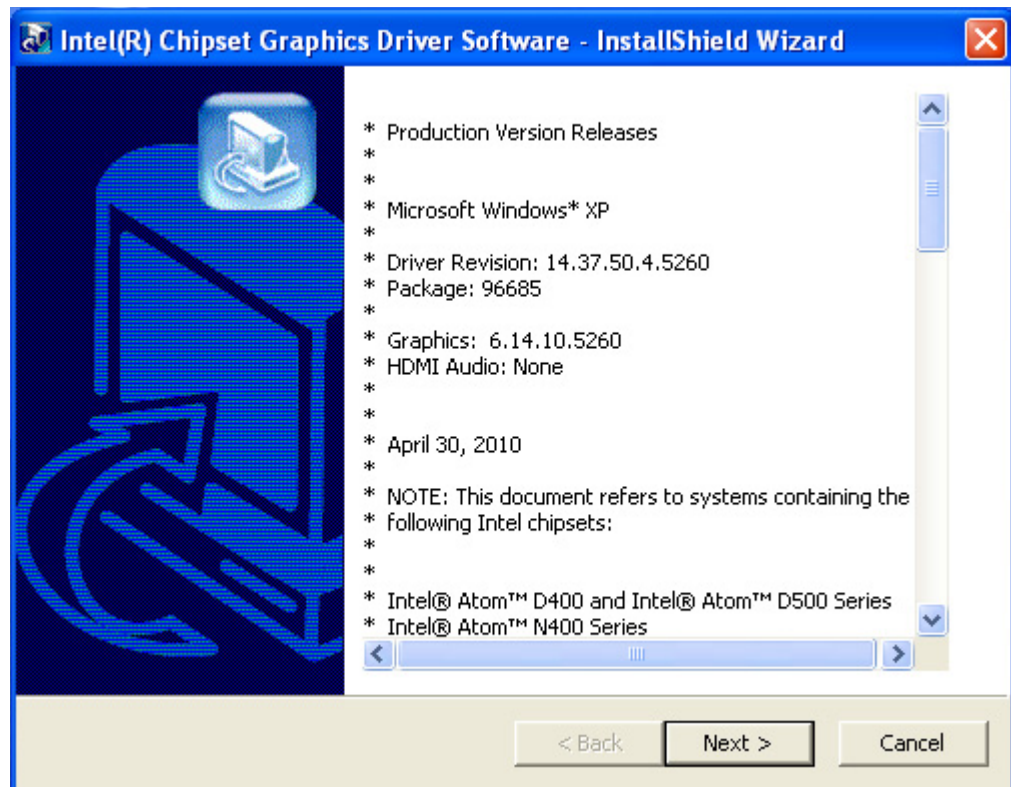 Intel(R) Chipset Graphics Driver Software - InstallShield Wizard
* Production Version Releases
*
*
* Microsoft Windows* XP
*
* Driver Revision: 14.37.50.4.5260
* Package: 96685
*
* Graphics:  6.14.10.5260
* HDMI Audio: None
*
*
* April 30, 2010
*
* NOTE: This document refers to systems containing the
* following Intel chipsets:
*
*
* Intel® Atom™ D400 and Intel® Atom™ D500 Series
* Intel® Atom™ N400 Series
< Back
Next >
Cancel